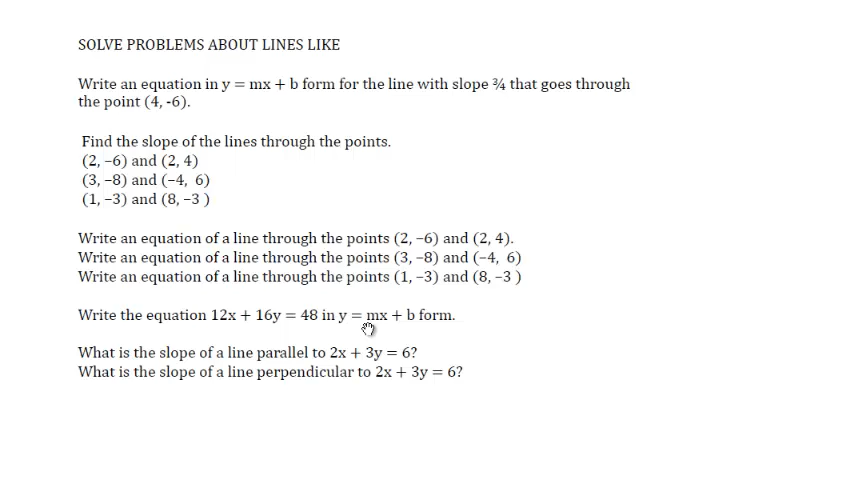 SOLVE PROBLEMS ABOUT LINES LIKE
Write an equation in y = mx + b form for the line with slope ¾ that goes through
the point (4, -6).
Find the slope of the lines through the points.
(2, –6) and (2, 4)
(3, –8) and (–4,  6)
(1, –3) and (8, –3 )
Write an equation of a line through the points (2, –6) and (2, 4).
Write an equation of a line through the points (3, –8) and (–4,  6)
Write an equation of a line through the points (1, –3) and (8, –3 )
Write the equation 12x + 16y = 48 in y = mx + b form.
What is the slope of a line parallel to 2x + 3y = 6?
What is the slope of a line perpendicular to 2x + 3y = 6?